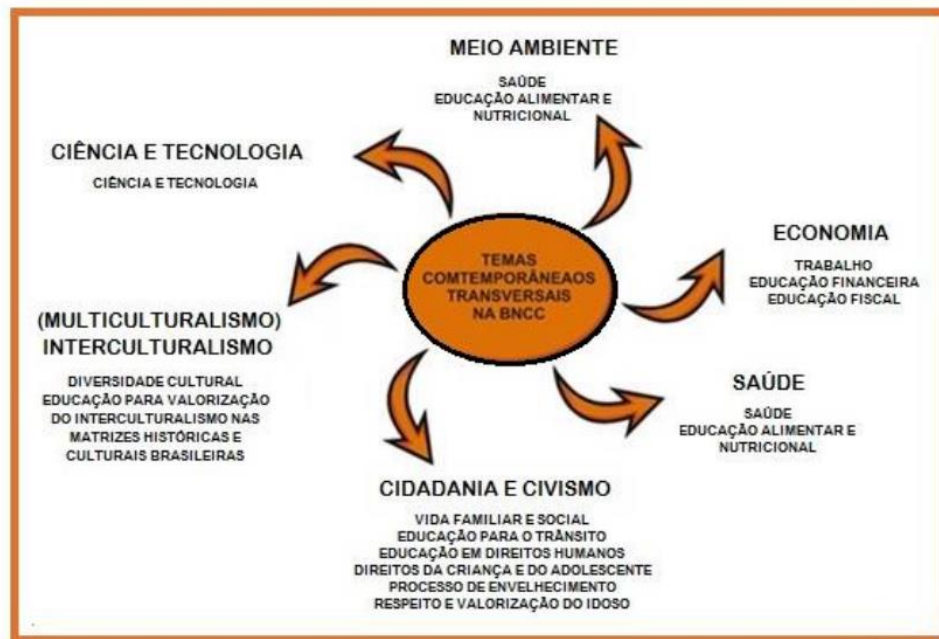 MEIO AMBIENTE
SAÚDE
EDUCAÇÃO ALIMENTAR E
NUTRICIONAL
CIÊNCIA E TECNOLOGIA
CIÊNCIA E TECNOLOGIA
TEMAS
COMTEMPORÂNEAOS
TRANSVERSAIS
NA BNCC
ECONOMIA
TRABALHO
EDUCAÇÃO FINANCEIRA
EDUCAÇÃO FISCAL
(MULTICULTURALISMO)
INTERCULTURALISMO
DIVERSIDADE CULTURAL
EDUCAÇÃO PARA VALORIZAÇÃO
DO INTERCULTURALISMO NAS
MATRIZES HISTÓRICAS E
CULTURAIS BRASILEIRAS
SAÚDE
SAÚDE
EDUCAÇÃO ALIMENTAR E
NUTRICIONAL
CIDADANIA E CIVISMO
VIDA FAMILIAR E SOCIAL
EDUCAÇÃO PARA O TRÂNSITO
EDUCAÇÃO EM DIREITOS HUMANOS
DIREITOS DA CRIANÇA E DO ADOLESCENTE
PROCESSO DE ENVELHECIMENTO
RESPEITO E VALORIZAÇÃO DO IDOSO